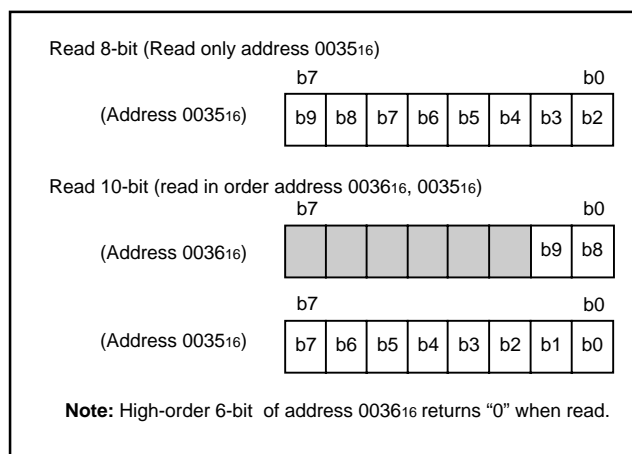 Read 8-bit (Read only address 003516)
b7 b0
(Address 003516) b9 b8 b7 b6 b5 b4 b3 b2
Read 10-bit (read in order address 003616, 003516)
b7 b0
(Address 003616) b9 b8
b7 b0
(Address 003516) b7 b6 b5 b4 b3 b2 b1 b0
Note: High-order 6-bit of address 003616 returns “0” when read.